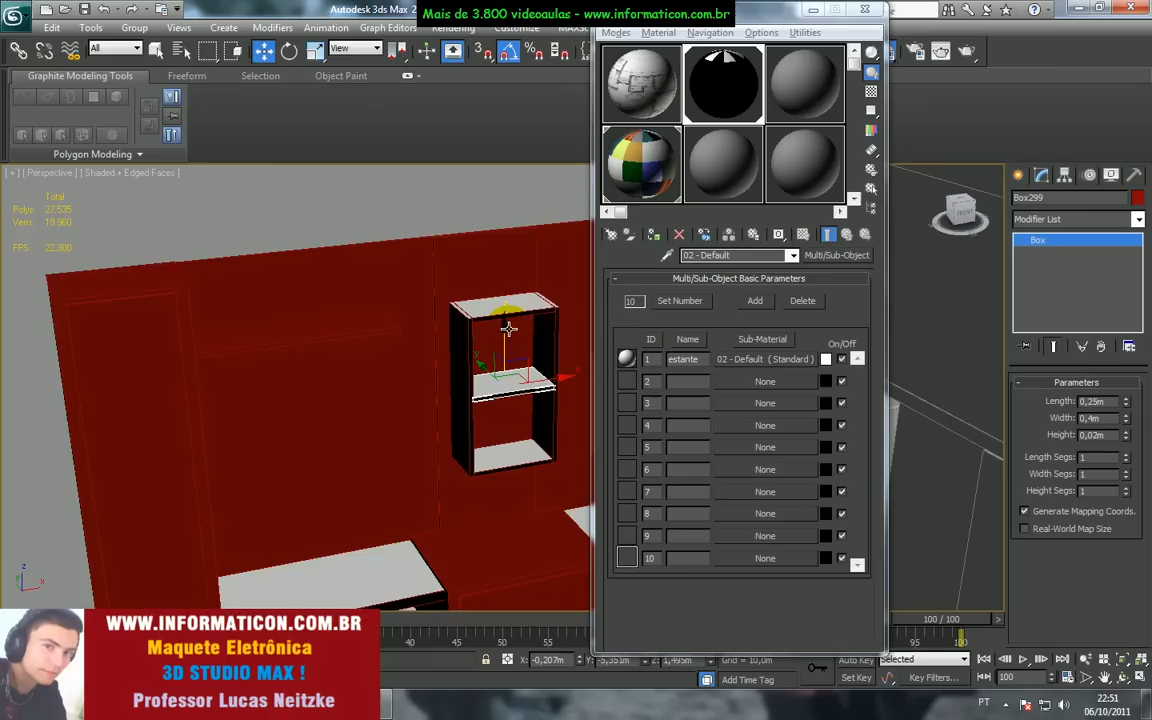 Autodesk 3ds Max 2
Mais de 3.800 videoaulas - www.informaticon.com.br
Edit
Tools
Group
Views
Create
Modifiers
Animation
Graph Editors
Rendering
Customize
Modes
Material
Navigation
Options
Utilities
All
View
Graphite Modeling Tools
Freeform
Selection
Object Paint
Polygon Modeling
[ + ] [ Perspective ] [ Shaded + Edged Faces ]
Total
Polys: 27.535
Verts: 19.960
FPS: 22,300
FRONT
Box299
Modifier List
Box
02 - Default
Multi/Sub-Object
Multi/Sub-Object Basic Parameters
10
Set Number
Add
Delete
ID
Name
Sub-Material
On/Off
1 estante 02 - Default ( Standard )
2 None
3 None
4 None
5 None
6 None
7 None
8 None
9 None
10 None
Parameters
Length: 0,25m
Width: 0,4m
Height: 0,02m
Length Segs: 1
Width Segs: 1
Height Segs: 1
Generate Mapping Coords.
Real-World Map Size
z
x
y
WWW.INFORMATICON.COM.BR
Maquete Eletrônica
3D STUDIO MAX !
Professor Lucas Neitzke
40 45 50 55
95 100
100 / 100
X: -0,207m
Y: -5,351m
Z: 1,495m
Grid = 10,0m
Add Time Tag
Auto Key
Selected
Set Key
Key Filters...
100
PT
22:51
06/10/2011